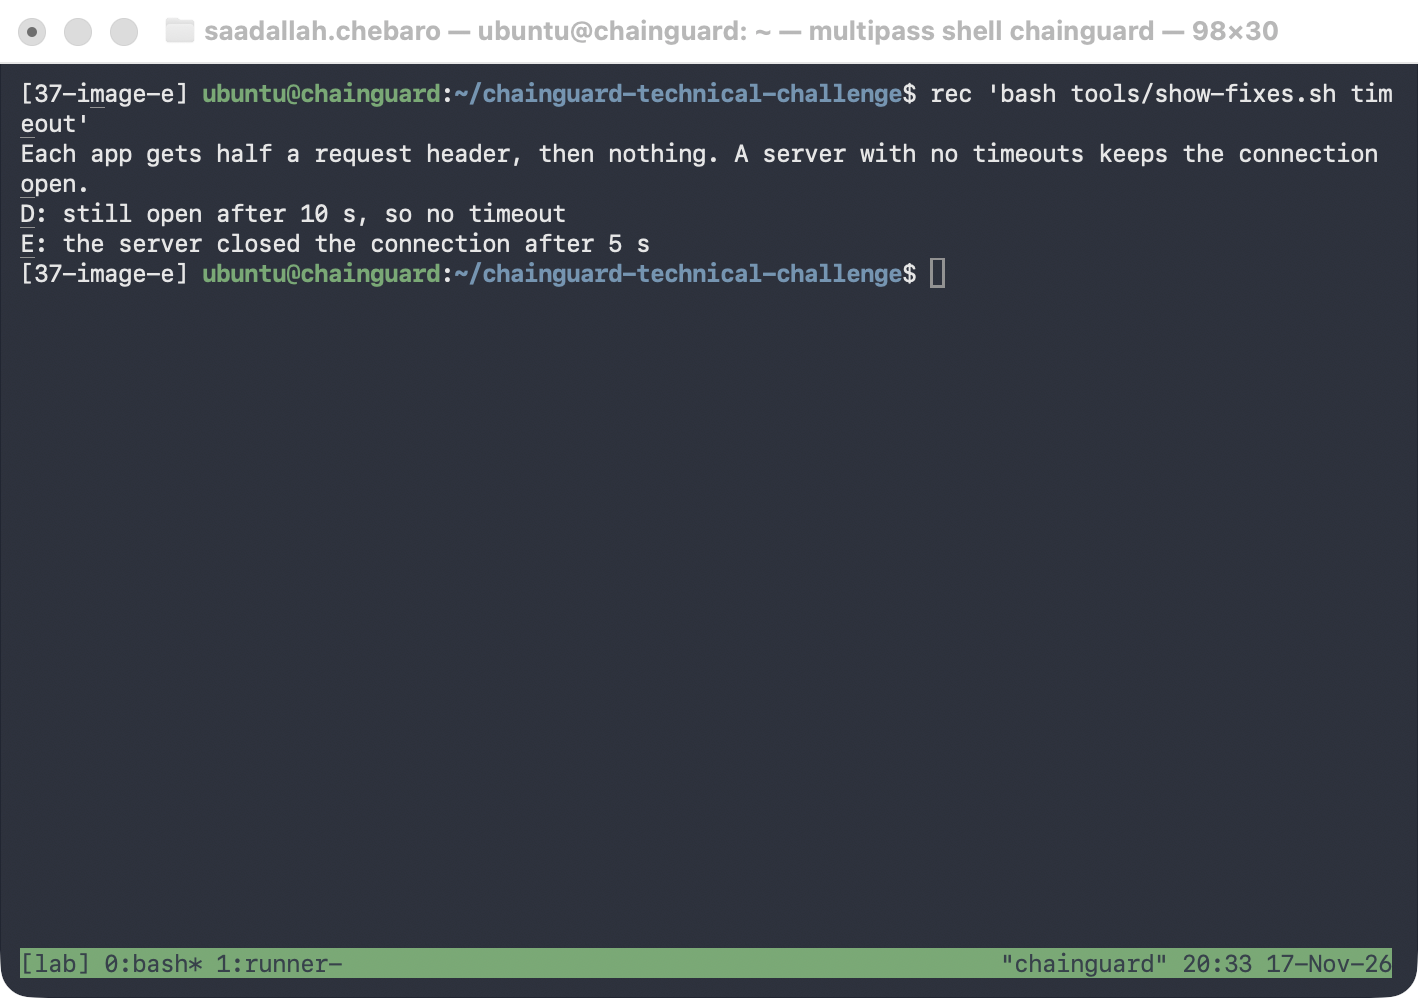 saadallah.chebaro — ubuntu@chainguard: ~ — multipass shell chainguard — 98×30
[37-image-e] ubuntu@chainguard:~/chainguard-technical-challenge$ rec 'bash tools/show-fixes.sh tim
eout'
Each app gets half a request header, then nothing. A server with no timeouts keeps the connection
open.
D: still open after 10 s, so no timeout
E: the server closed the connection after 5 s
[37-image-e] ubuntu@chainguard:~/chainguard-technical-challenge$
[lab] 0:bash* 1:runner- "chainguard" 20:33 17-Nov-26